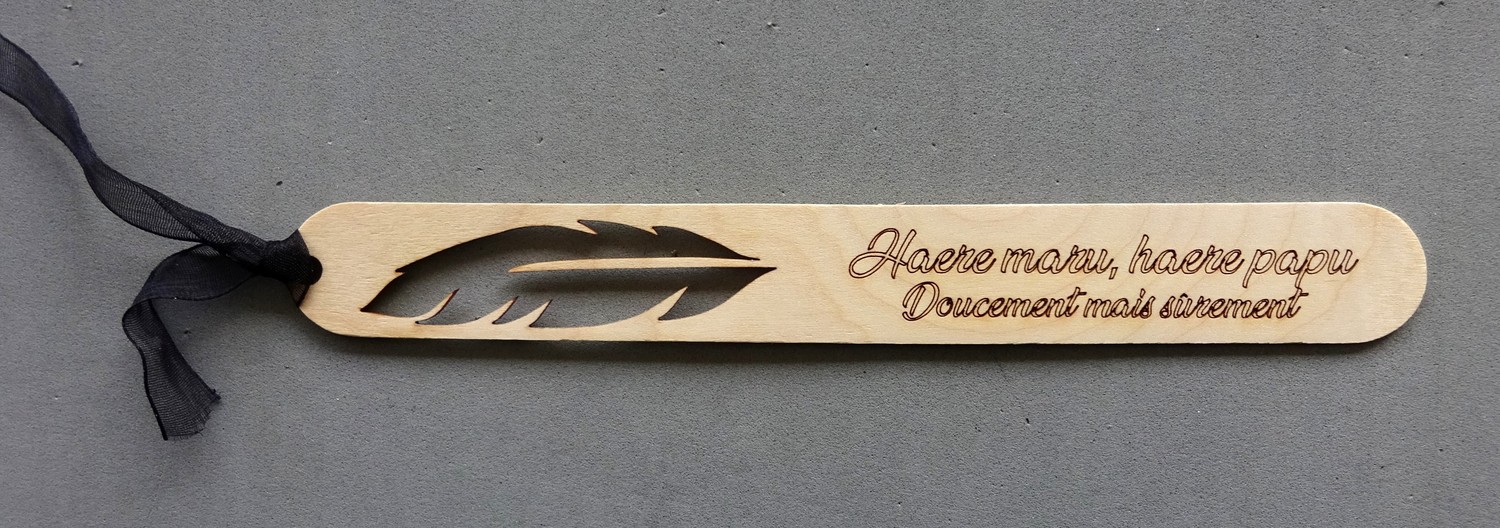 Haere maru, haere papu
Doucement mais sûrement